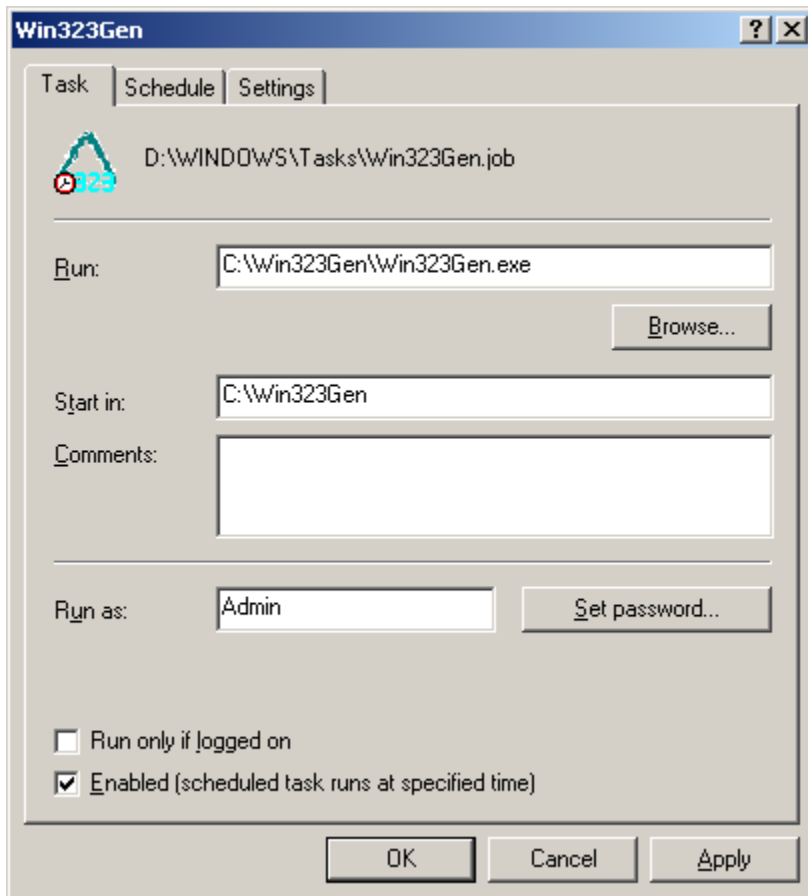 Win323Gen
Task Schedule Settings
323
D:\WINDOWS\Tasks\Win323Gen.job
Run: C:\Win323Gen\Win323Gen.exe
Browse...
Start in: C:\Win323Gen
Comments:
Run as: Admin Set password...
Run only if logged on
Enabled (scheduled task runs at specified time)
OK Cancel Apply